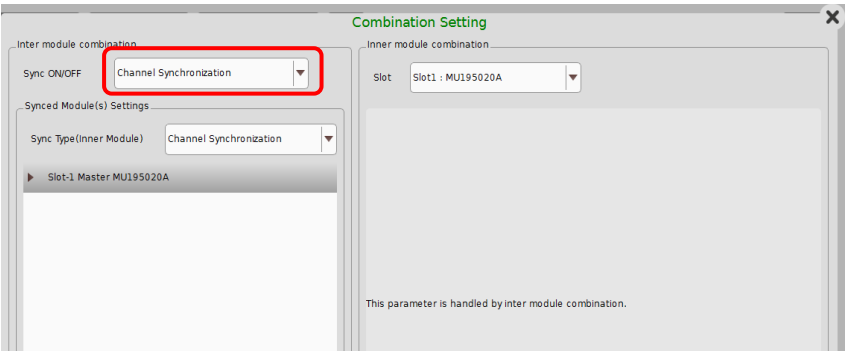 Combination Setting
Inter module combination
Sync ON/OFF
Channel Synchronization
Synced Module(s) Settings
Sync Type(Inner Module)
Channel Synchronization
Slot-1 Master MU195020A
Inner module combination
Slot
Slot1 : MU195020A
This parameter is handled by inter module combination.